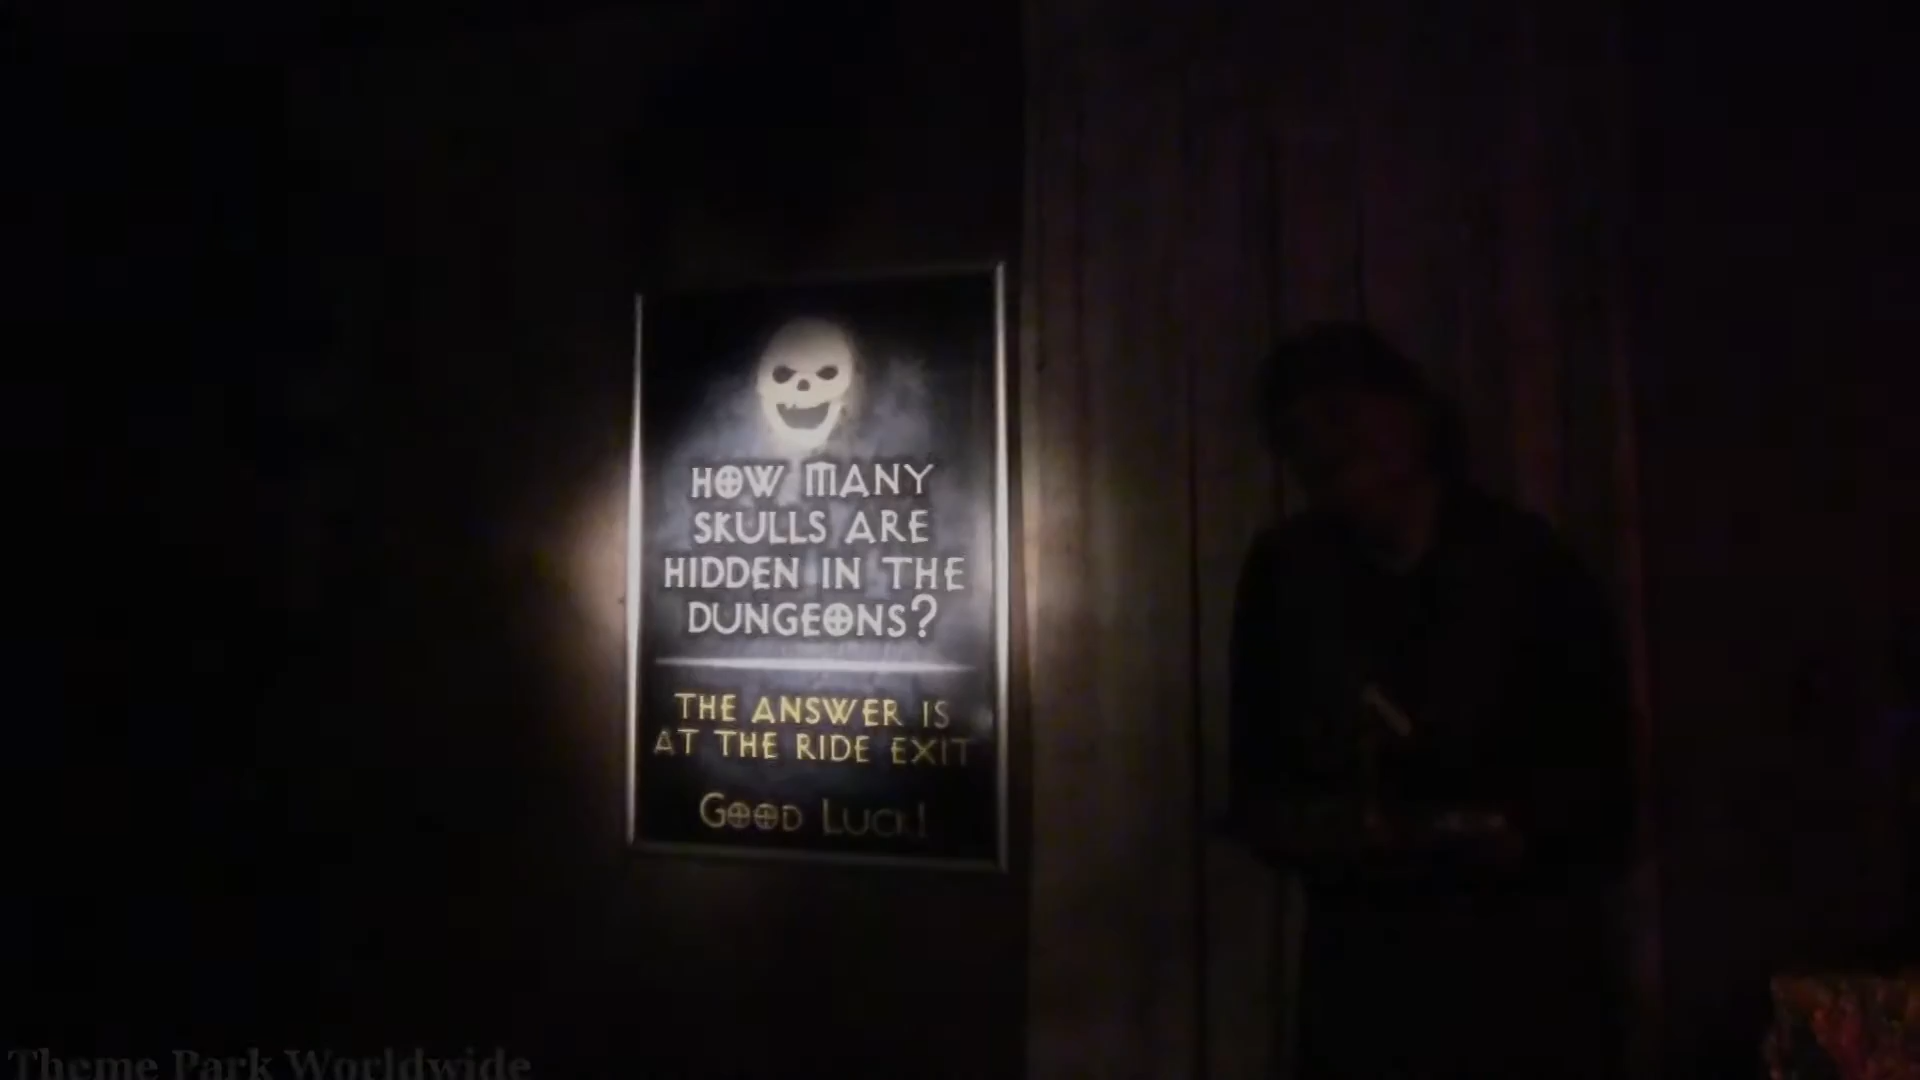 HOW MANY
SKULLS ARE
HIDDEN IN THE
DUNGEONS?
THE ANSWER IS
AT THE RIDE EXIT
GOOD LUCK!
Theme Park Worldwide